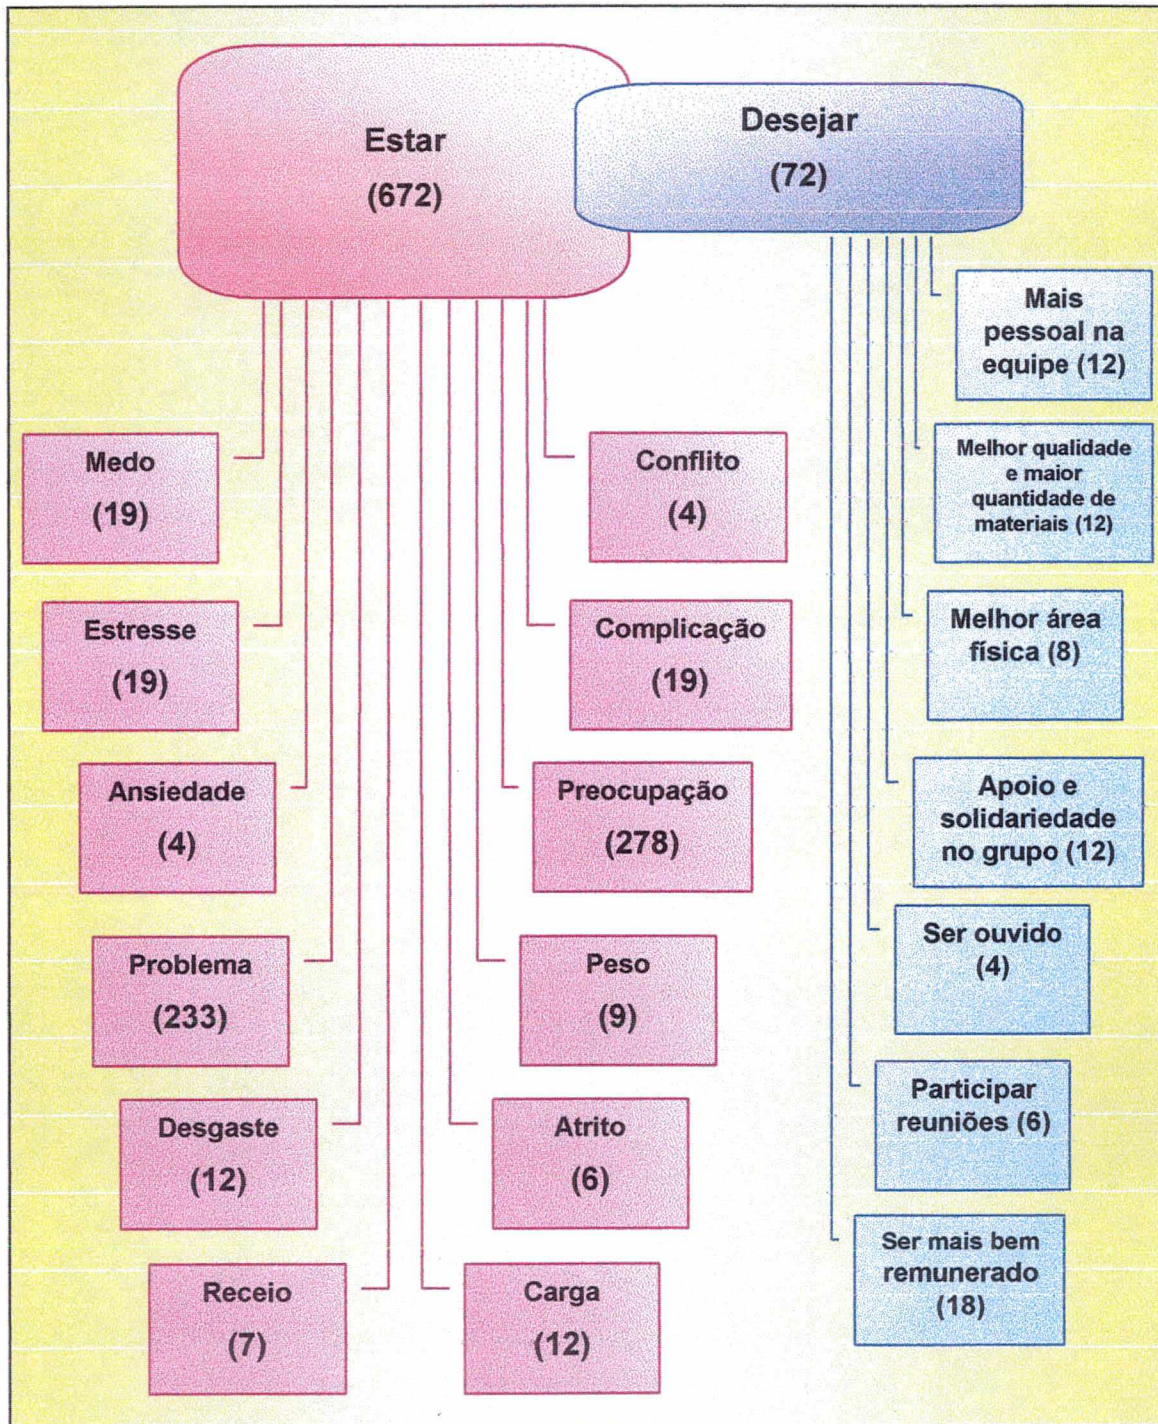 Estar
(672)
Desejar
(72)
Medo
(19)
Estresse
(19)
Ansiedade
(4)
Problema
(233)
Desgaste
(12)
Receio
(7)
Conflito
(4)
Complicação
(19)
Preocupação
(278)
Peso
(9)
Atrito
(6)
Carga
(12)
Mais
pessoal na
equipe (12)
Melhor qualidade
e maior
quantidade de
materiais (12)
Melhor área
física (8)
Apoio e
solidariedade
no grupo (12)
Ser ouvido
(4)
Participar
reuniões (6)
Ser mais bem
remunerado
(18)